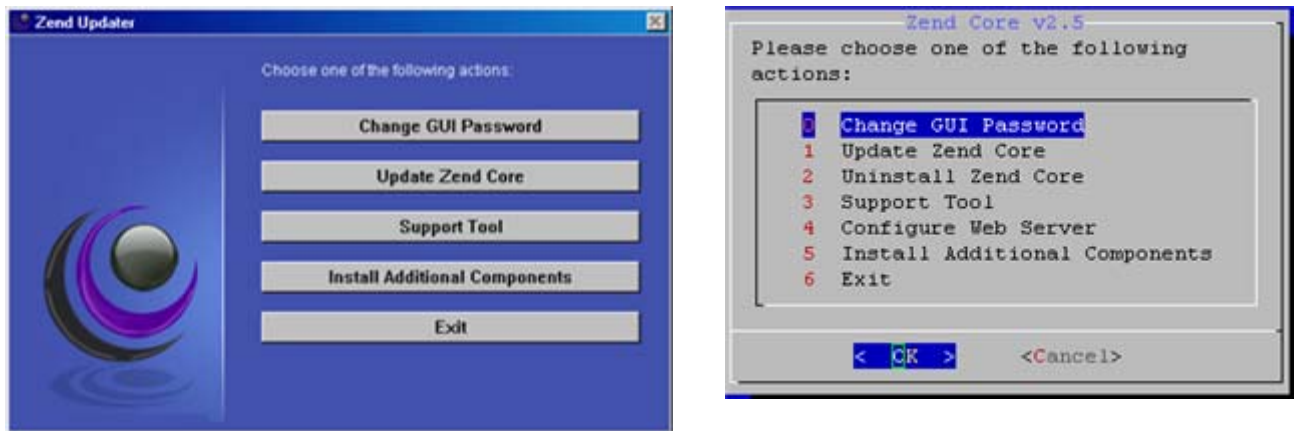 Zend Updater
Choose one of the following actions:
Change GUI Password
Update Zend Core
Support Tool
Install Additional Components
Exit
Zend Core v2.5
Please choose one of the following
actions:
0 Change GUI Password
1 Update Zend Core
2 Uninstall Zend Core
3 Support Tool
4 Configure Web Server
5 Install Additional Components
6 Exit
< OK > <Cancel>